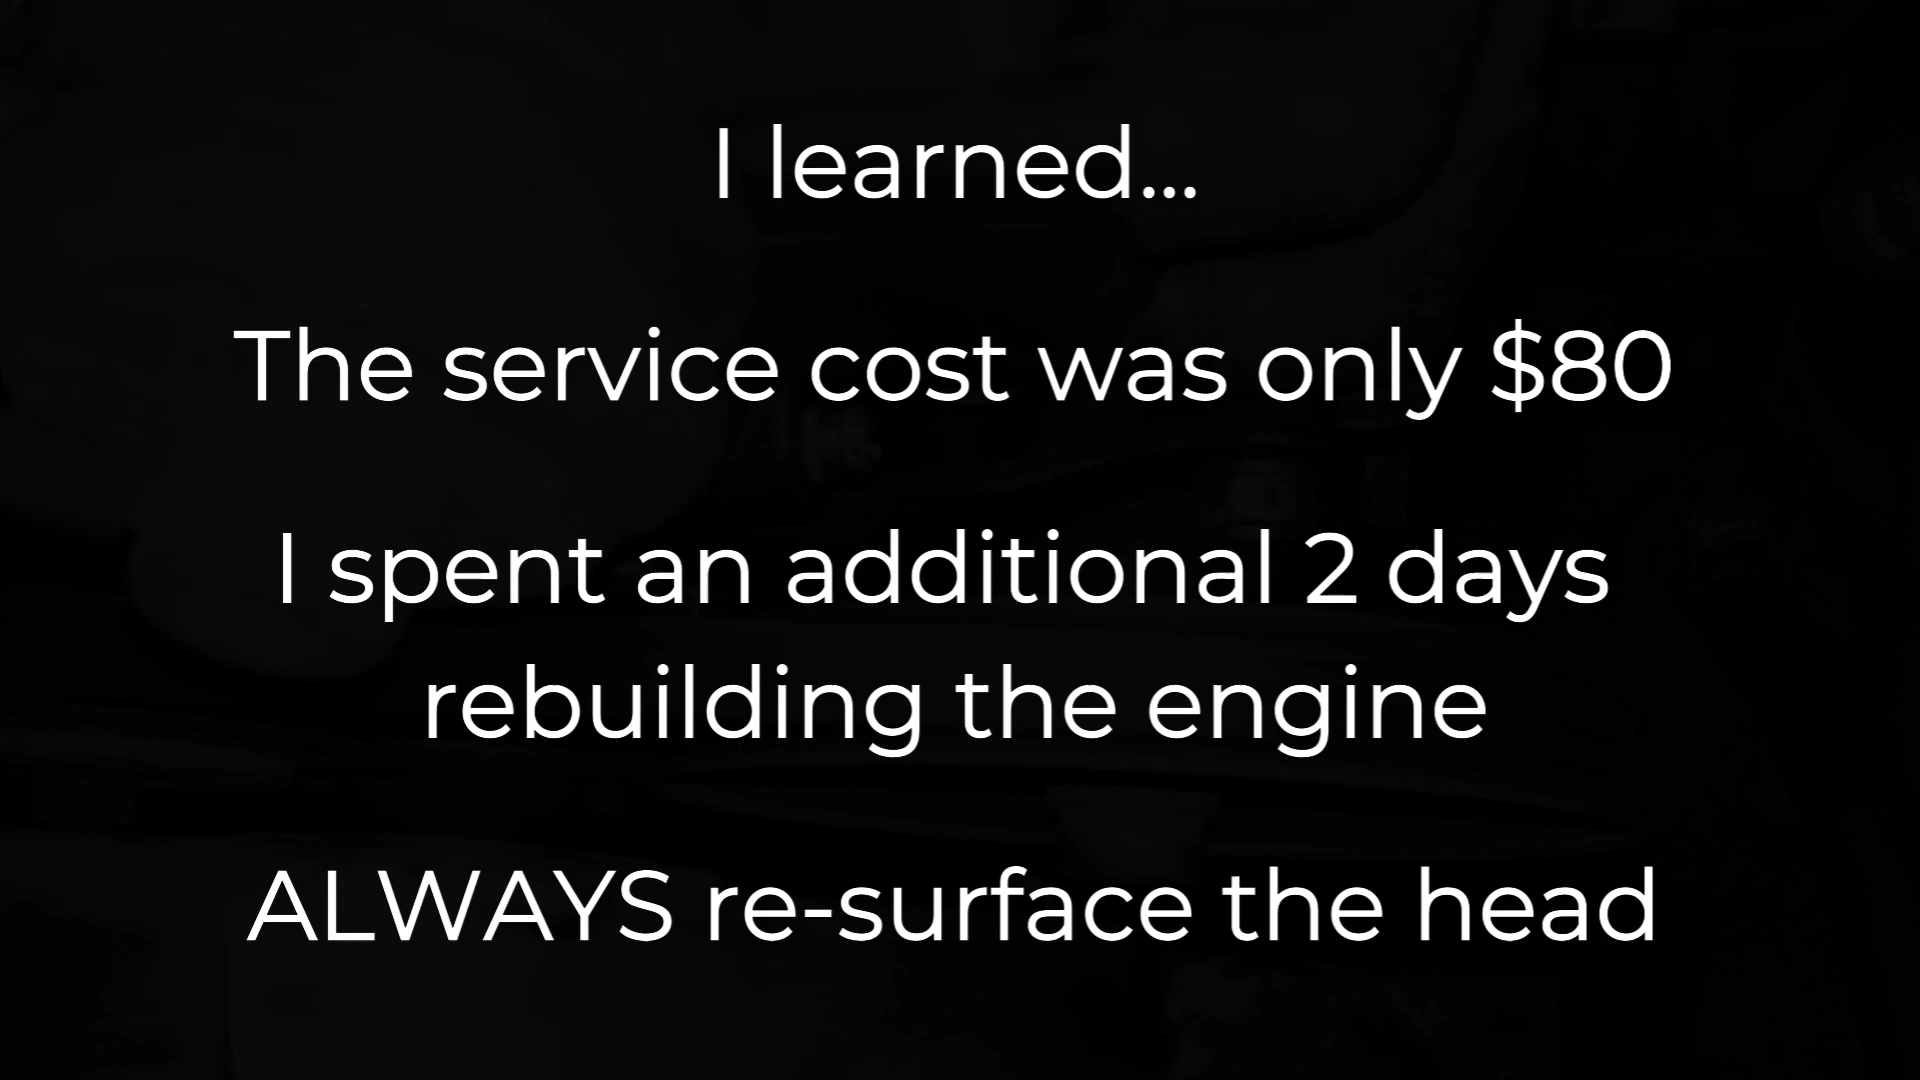 I learned...
The service cost was only $80
I spent an additional 2 days
rebuilding the engine
ALWAYS re-surface the head